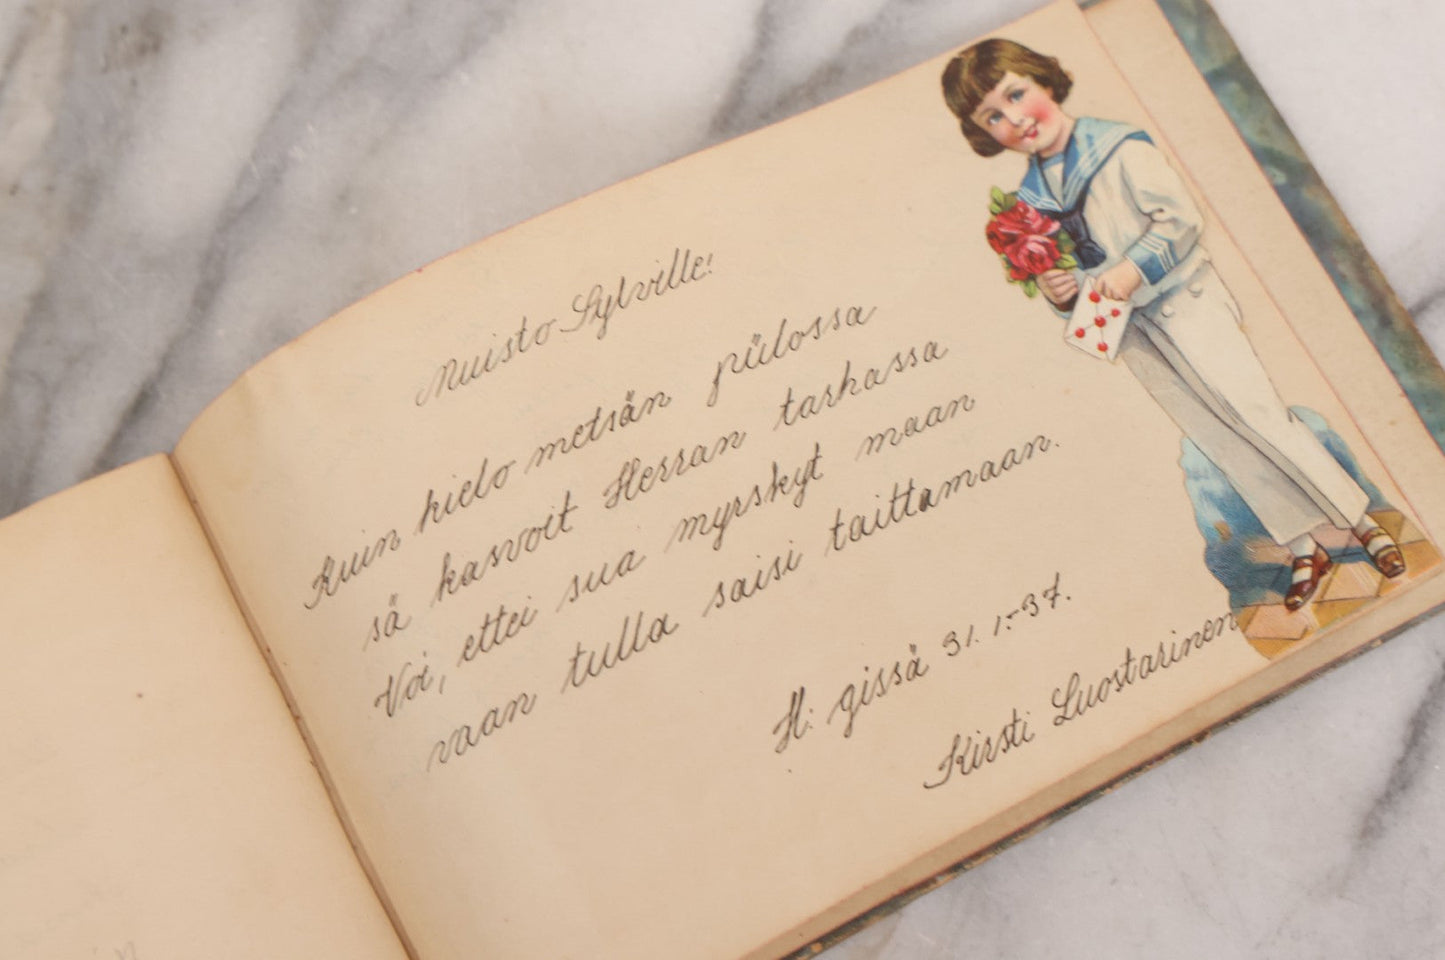 Muisto Sylville!
Kuin kielo metsän piilossa
sä kasvoit Herran tarhassa
Voi, ettei sua myrskyt maan
vaan tulla saisi taittamaan.
H: gissä 31. 1.-37.
Kirsti Luostarinen